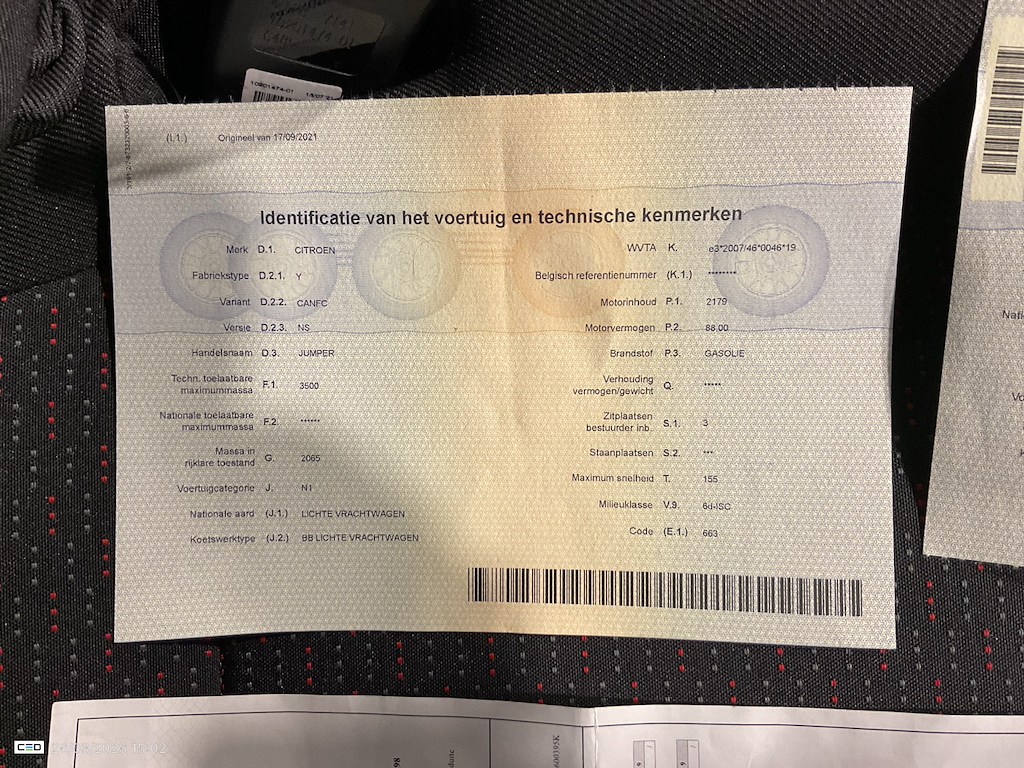 10201474-01
(I.1.) Origineel van 17/09/2021
Identificatie van het voertuig en technische kenmerken
Merk D.1. CITROEN
Fabriekstype D.2.1. Y
Variant D.2.2. CANFC
Versie D.2.3. NS
Handelsnaam D.3. JUMPER
Techn. toelaatbare
maximummassa F.1. 3500
Nationale toelaatbare
maximummassa F.2. ******
Massa in
rijklare toestand G. 2065
Voertuigcategorie J. N1
Nationale aard (J.1.) LICHTE VRACHTWAGEN
Koetswerktype (J.2.) BB LICHTE VRACHTWAGEN
WVTA K. e3*2007/46*0046*19
Belgisch referentienummer (K.1.) ********
Motorinhoud P.1. 2179
Motorvermogen P.2. 88,00
Brandstof P.3. GASOLIE
Verhouding
vermogen/gewicht Q. *****
Zitplaatsen
bestuurder inb. S.1. 3
Staanplaatsen S.2. ***
Maximum snelheid T. 155
Milieuklasse V.9. 6d-ISC
Code (E.1.) 663
CEO